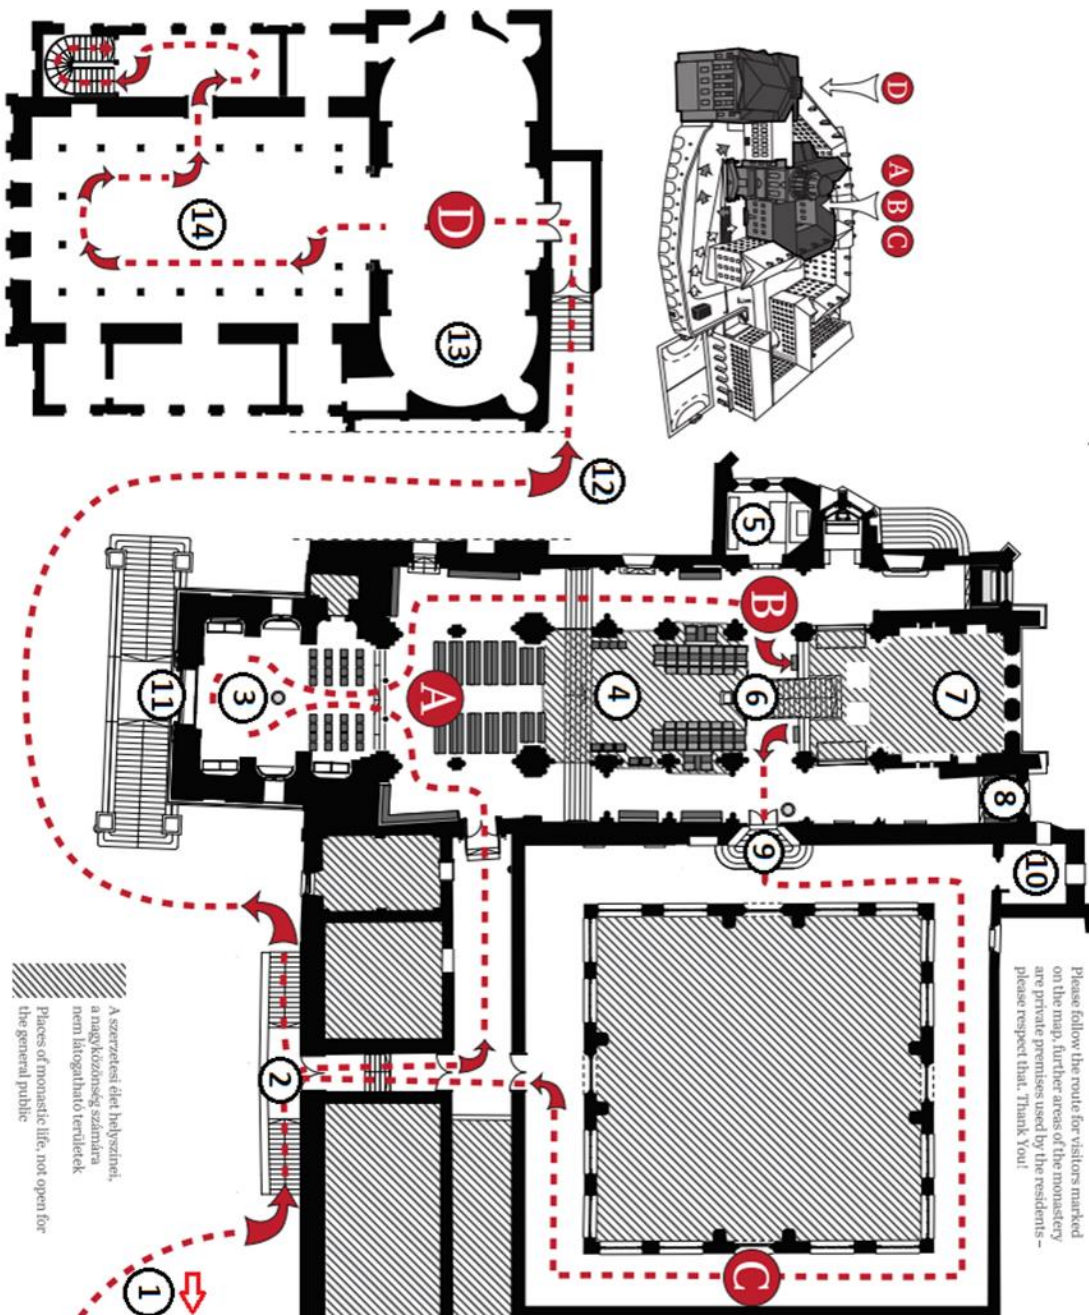 D
A
B
C
D
14
13
12
5
B
11
3
A
4
6
7
8
9
10
Please follow the route for visitors marked
on the map, further areas of the monastery
are private premises used by the residents –
please respect that. Thank You!
2
C
1
A szerzetesi élet helyszínei,
a nagyközönség számára
nem látogatható területek
Places of monastic life, not open for
the general public